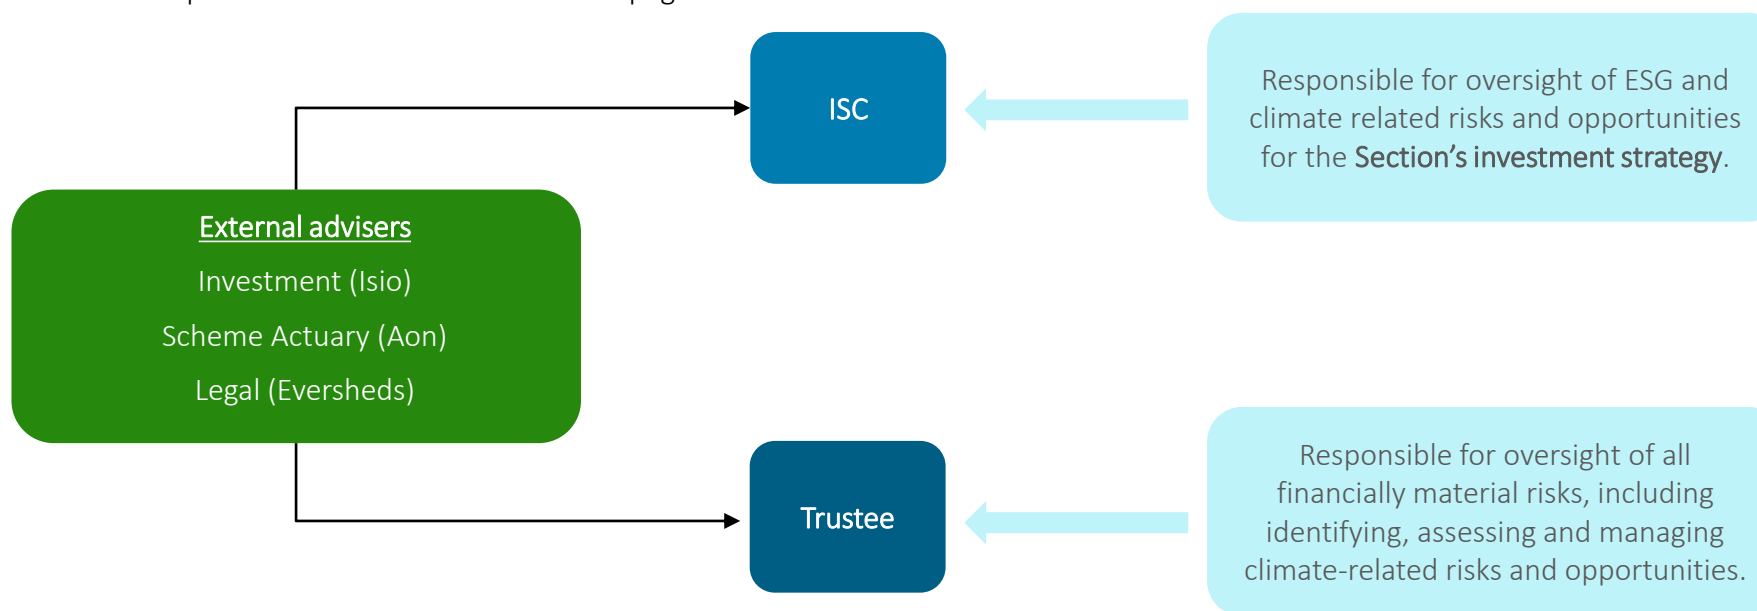 ISC
Responsible for oversight of ESG and
climate related risks and opportunities
for the Section’s investment strategy.
External advisers
Investment (Isio)
Scheme Actuary (Aon)
Legal (Eversheds)
Trustee
Responsible for oversight of all
financially material risks, including
identifying, assessing and managing
climate-related risks and opportunities.